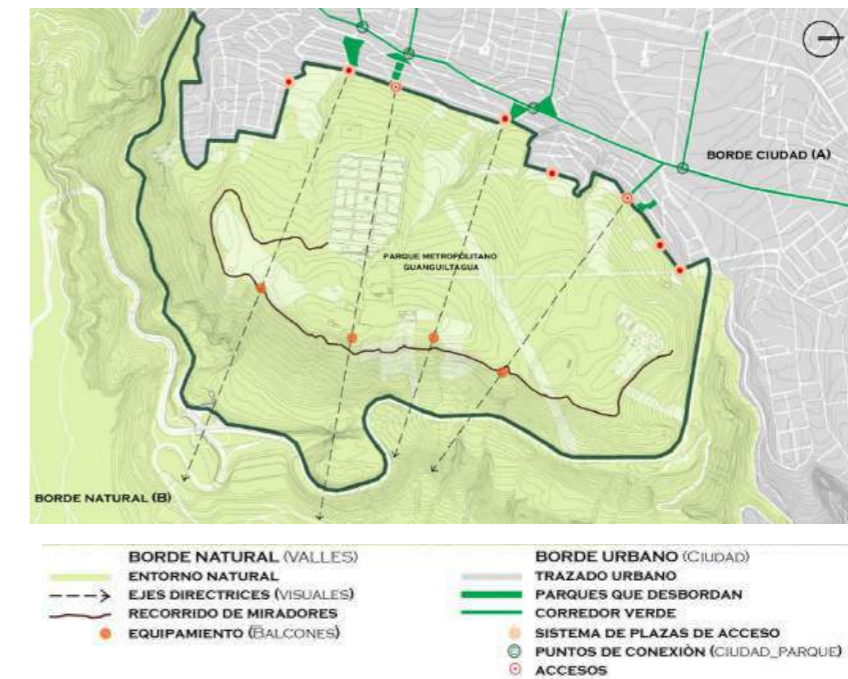 BORDE CIUDAD (A)
PARQUE METROPÓLITANO
GUANGUILTAGUA
BORDE NATURAL (B)
BORDE NATURAL (VALLES)
ENTORNO NATURAL
EJES DIRECTRICES (VISUALES)
RECORRIDO DE MIRADORES
EQUIPAMIENTO (BALCONES)
BORDE URBANO (CIUDAD)
TRAZADO URBANO
PARQUES QUE DESBORDAN
CORREDOR VERDE
SISTEMA DE PLAZAS DE ACCESO
PUNTOS DE CONEXIÒN (CIUDAD_PARQUE)
ACCESOS